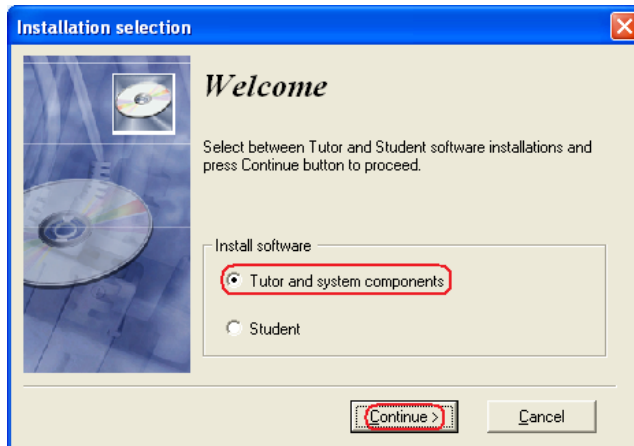 Installation selection
Welcome
Select between Tutor and Student software installations and
press Continue button to proceed.
Install software
Tutor and system components
Student
Continue >
Cancel